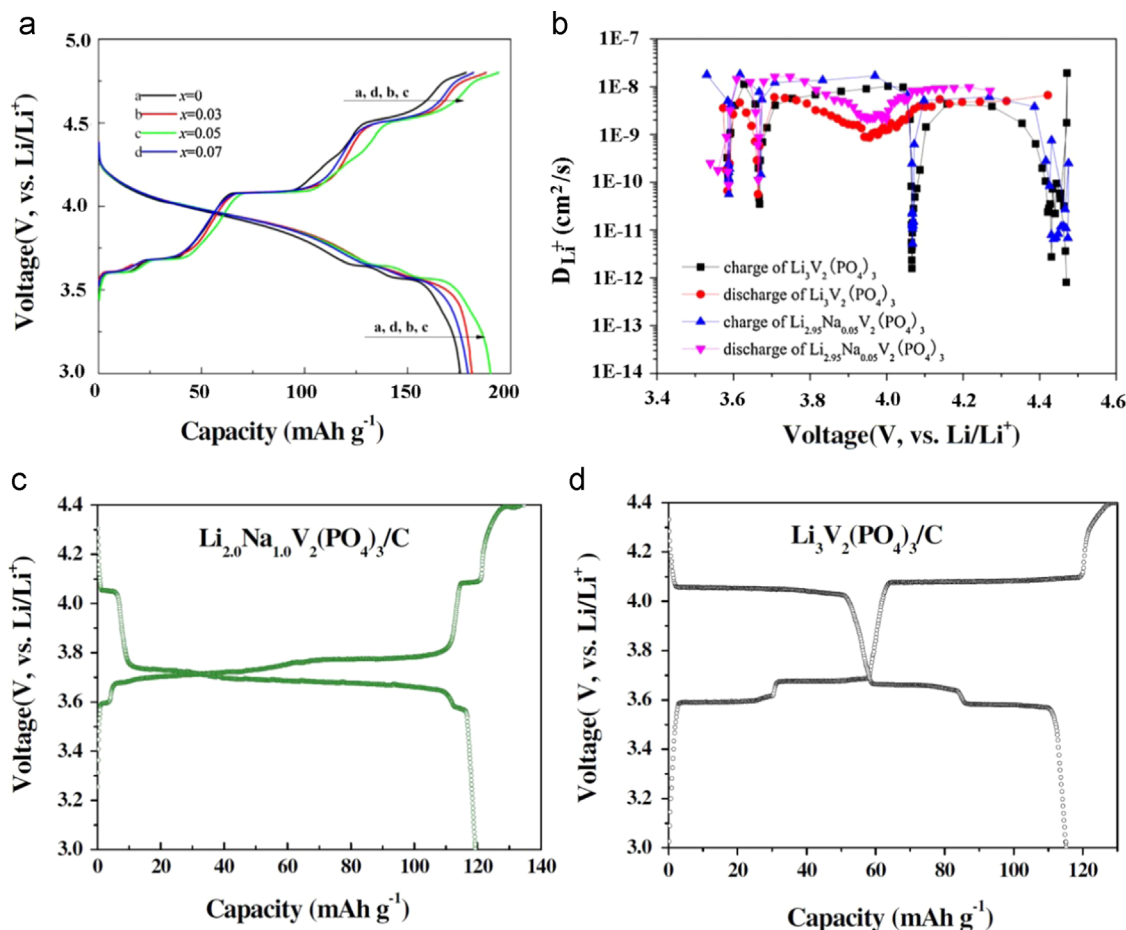 a
5.0
4.5
4.0
3.5
3.0
Voltage(V, vs. Li/Li⁺)
a, d, b, c
a x=0
b x=0.03
c x=0.05
d x=0.07
a, d, b, c
0 50 100 150 200
Capacity (mAh g⁻¹)
b
1E-7
1E-8
1E-9
1E-10
1E-11
1E-12
1E-13
1E-14
D_Li⁺ (cm²/s)
charge of Li₃V₂(PO₄)₃
discharge of Li₃V₂(PO₄)₃
charge of Li₂.₉₅Na₀.₀₅V₂(PO₄)₃
discharge of Li₂.₉₅Na₀.₀₅V₂(PO₄)₃
3.4 3.6 3.8 4.0 4.2 4.4 4.6
Voltage(V, vs. Li/Li⁺)
c
4.4
4.2
4.0
3.8
3.6
3.4
3.2
3.0
Voltage(V, vs. Li/Li⁺)
Li₂.₀Na₁.₀V₂(PO₄)₃/C
0 20 40 60 80 100 120 140
Capacity (mAh g⁻¹)
d
4.4
4.2
4.0
3.8
3.6
3.4
3.2
3.0
Voltage( V, vs. Li/Li⁺)
Li₃V₂(PO₄)₃/C
0 20 40 60 80 100 120
Capacity (mAh g⁻¹)